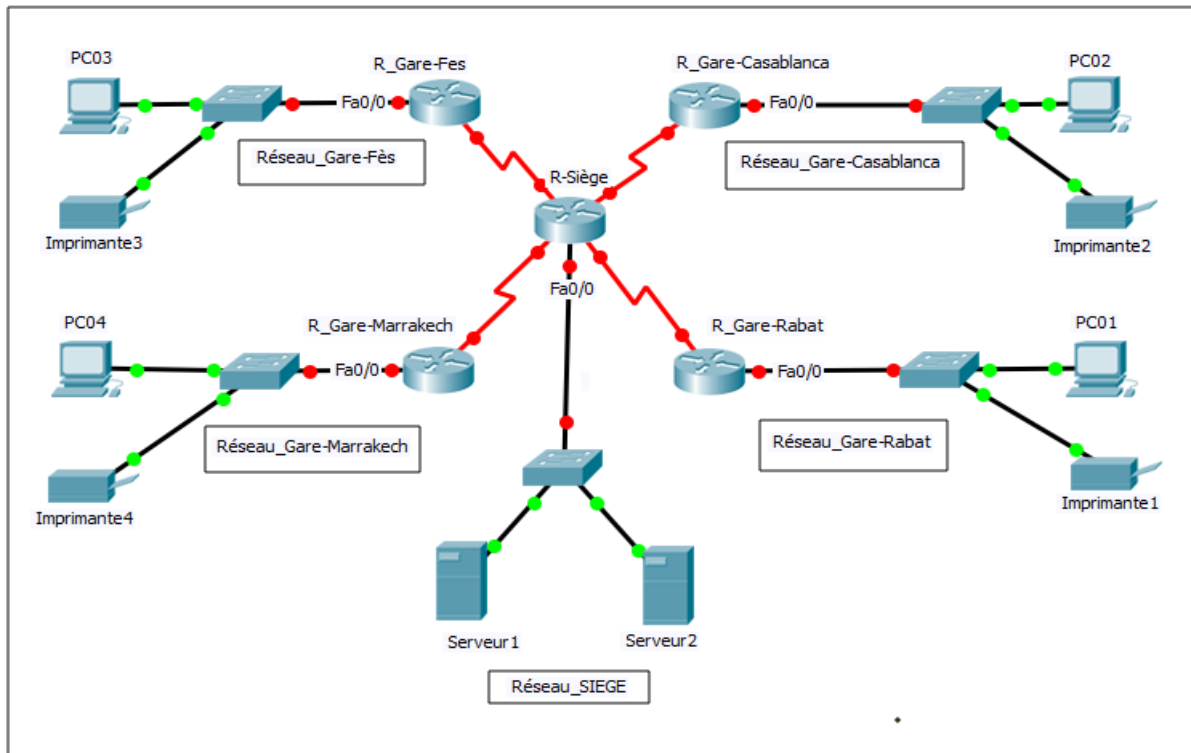 PC03
R_Gare-Fes
Fa0/0
Réseau_Gare-Fès
Imprimante3
R_Gare-Casablanca
PC02
Fa0/0
Réseau_Gare-Casablanca
Imprimante2
R-Siège
Fa0/0
PC04
R_Gare-Marrakech
Fa0/0
Réseau_Gare-Marrakech
Imprimante4
R_Gare-Rabat
PC01
Fa0/0
Réseau_Gare-Rabat
Imprimante1
Serveur1
Serveur2
Réseau_SIEGE